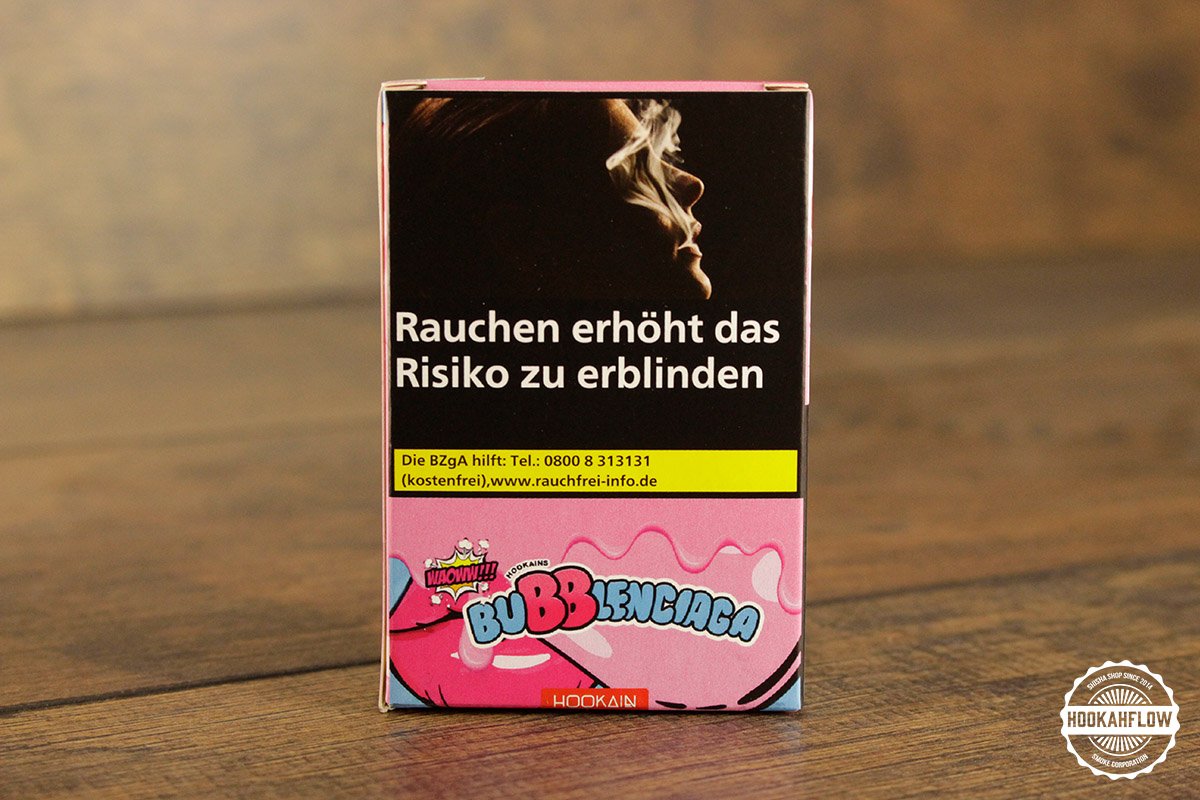 Rauchen erhöht das
Risiko zu erblinden
Die BZgA hilft: Tel.: 0800 8 313131
(kostenfrei),www.rauchfrei-info.de
WAOWW!!!
HOOKAINS
BUBBLENCIAGA
HOOKAIN
SHISHA SHOP SINCE 2014
HOOKAHFLOW
SMOKE CORPORATION